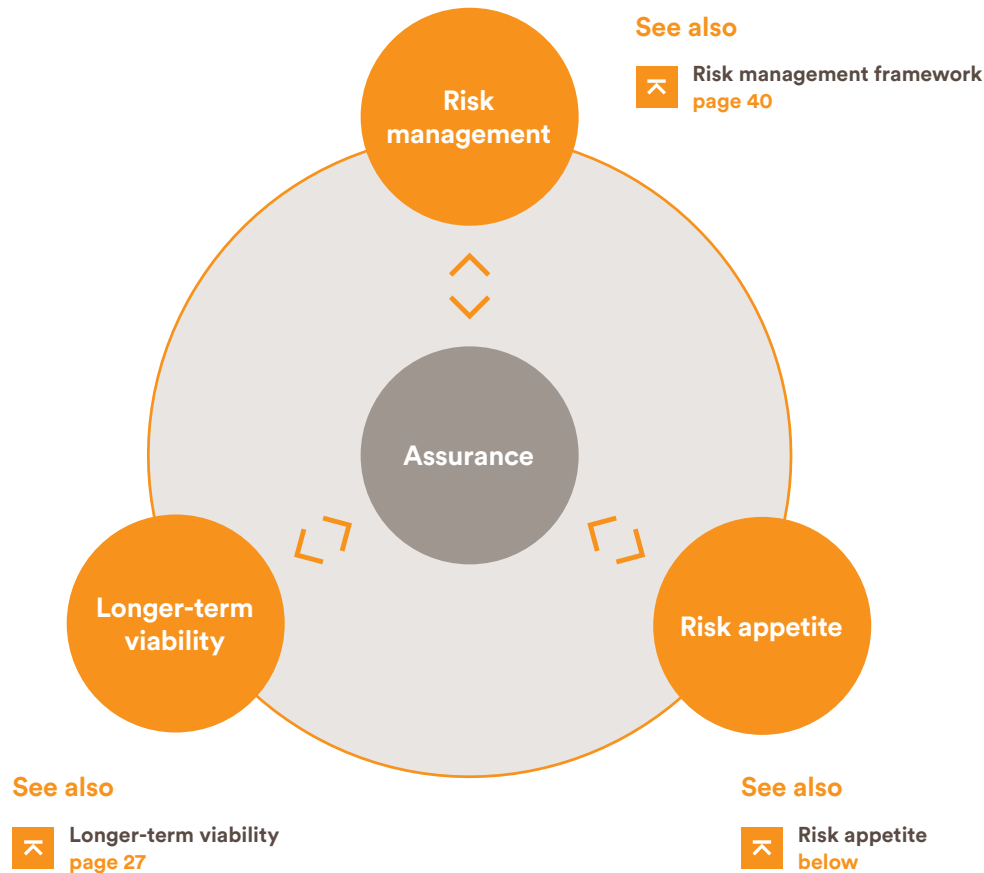 See also
Risk management framework
page 40
Risk
management
Assurance
Longer-term
viability
Risk appetite
See also
Longer-term viability
page 27
See also
Risk appetite
below